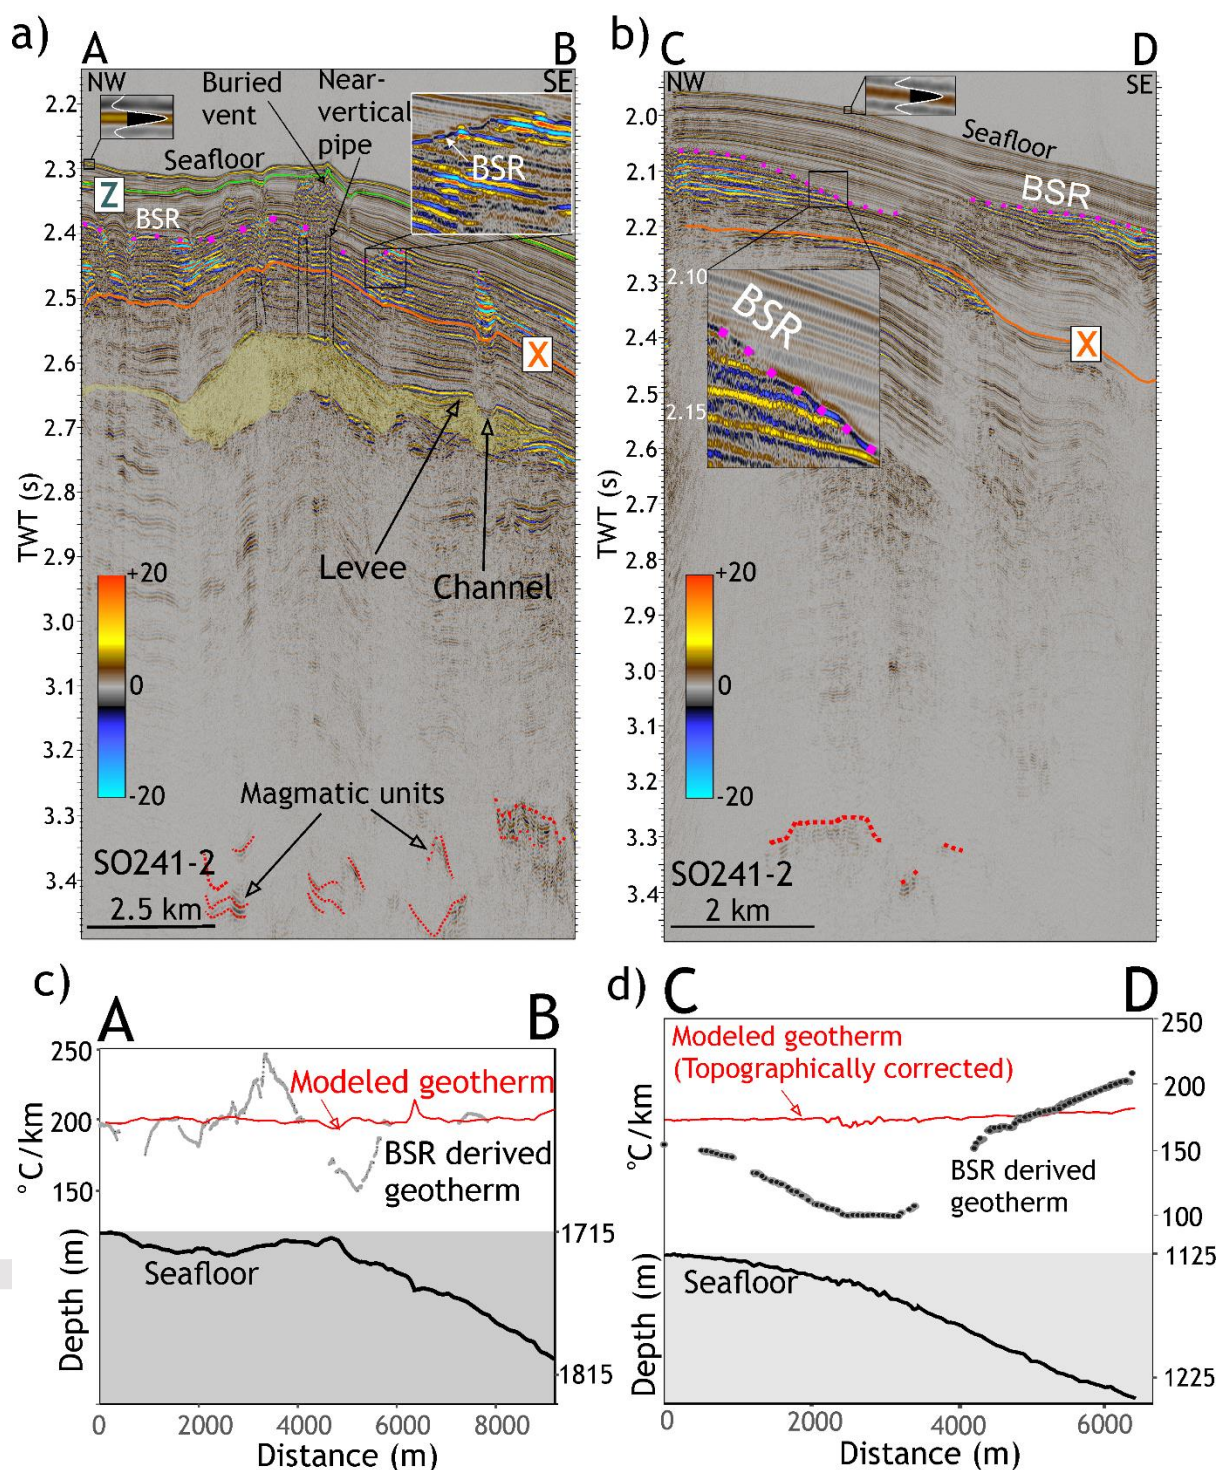 a)
A
B
NW
SE
Buried
vent
Near-
vertical
pipe
Seafloor
BSR
Z
BSR
X
2.2
2.3
2.4
2.5
2.6
2.7
2.8
2.9
3.0
3.1
3.2
3.3
3.4
TWT (s)
Levee
Channel
+20
0
-20
Magmatic units
SO241-2
2.5 km
b)
C
D
NW
SE
Seafloor
BSR
2.10
BSR
2.15
X
2.0
2.1
2.2
2.3
2.4
2.5
2.6
2.7
2.8
2.9
3.0
3.1
3.2
3.3
3.4
TWT (s)
+20
0
-20
SO241-2
2 km
c)
A
B
250
200
150
°C/km
Modeled geotherm
BSR derived
geotherm
Depth (m)
Seafloor
1715
1815
0
2000
4000
6000
8000
Distance (m)
d)
C
D
Modeled geotherm
(Topographically corrected)
BSR derived
geotherm
°C/km
250
200
150
100
Depth (m)
Seafloor
1125
1225
0
2000
4000
6000
Distance (m)